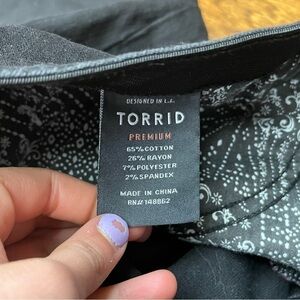 DESIGNED IN L.A.
TORRID
PREMIUM
65% COTTON
26% RAYON
7% POLYESTER
2% SPANDEX
MADE IN CHINA
RN# 148862